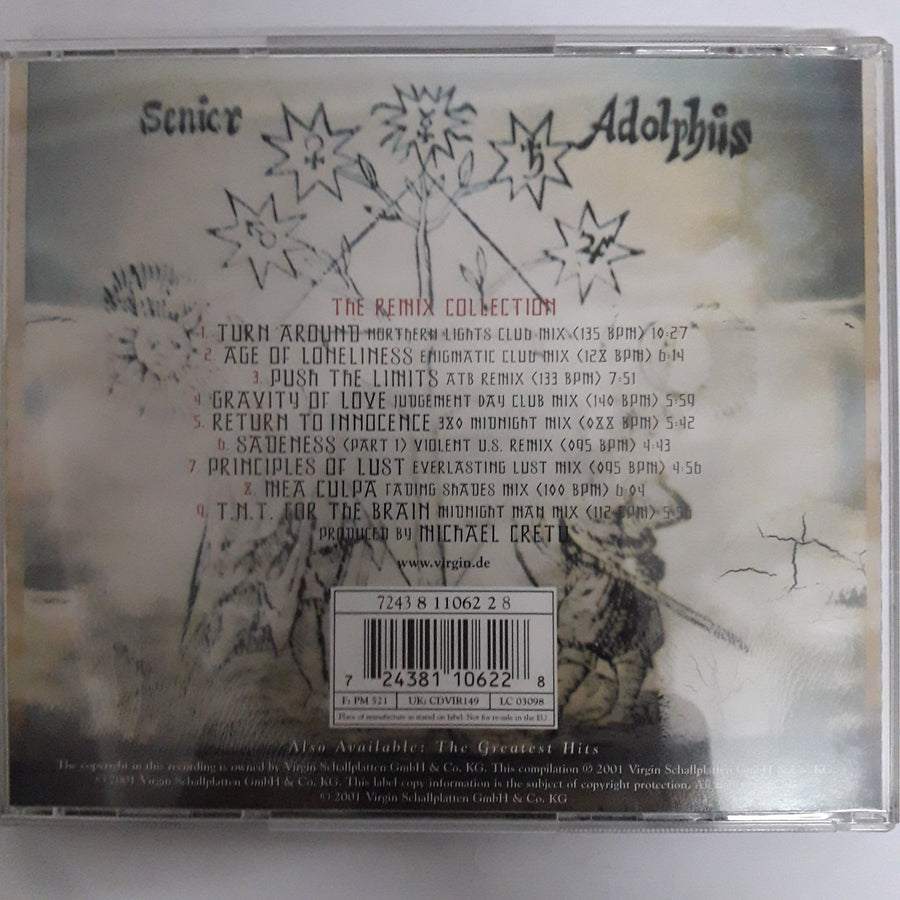 Senior Adolphus
THE REMIX COLLECTION
1. TURN AROUND NORTHERN LIGHTS CLUB MIX (135 BPM) 10:27
2. AGE OF LONELINESS ENIGMATIC CLUB MIX (128 BPM) 6:14
3. PUSH THE LIMITS ATB REMIX (133 BPM) 7:51
4. GRAVITY OF LOVE JUDGEMENT DAY CLUB MIX (140 BPM) 5:59
5. RETURN TO INNOCENCE 380 MIDNIGHT MIX (088 BPM) 5:42
6. SADENESS (PART I) VIOLENT U.S. REMIX (095 BPM) 4:43
7. PRINCIPLES OF LUST EVERLASTING LUST MIX (095 BPM) 4:56
8. MEA CULPA FADING SHADES MIX (100 BPM) 6:04
9. T.N.T. FOR THE BRAIN MIDNIGHT MAN MIX (112 BPM)
PRODUCED BY MICHAEL CRETU
www.virgin.de
7243 8 11062 2 8
7 24381 10622 8
F: PM 521 UK: CDVIR149 LC 03098
Place of manufacture is stated on label. Not for re-sale in the EU
Also Available: The Greatest Hits
The copyright in this recording is owned by Virgin Schallplatten GmbH & Co. KG. This compilation ℗ 2001 Virgin Schallplatten GmbH & Co. KG.
© 2001 Virgin Schallplatten GmbH & Co. KG. This label copy information is the subject of copyright protection. All
© 2001 Virgin Schallplatten GmbH & Co. KG